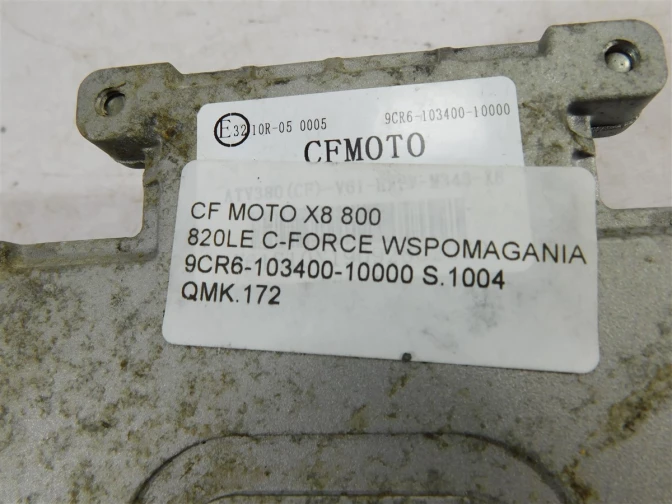 E32 10R-05 0005 9CR6-103400-10000
CFMOTO
CF MOTO X8 800
820LE C-FORCE WSPOMAGANIA
9CR6-103400-10000 S.1004
QMK.172